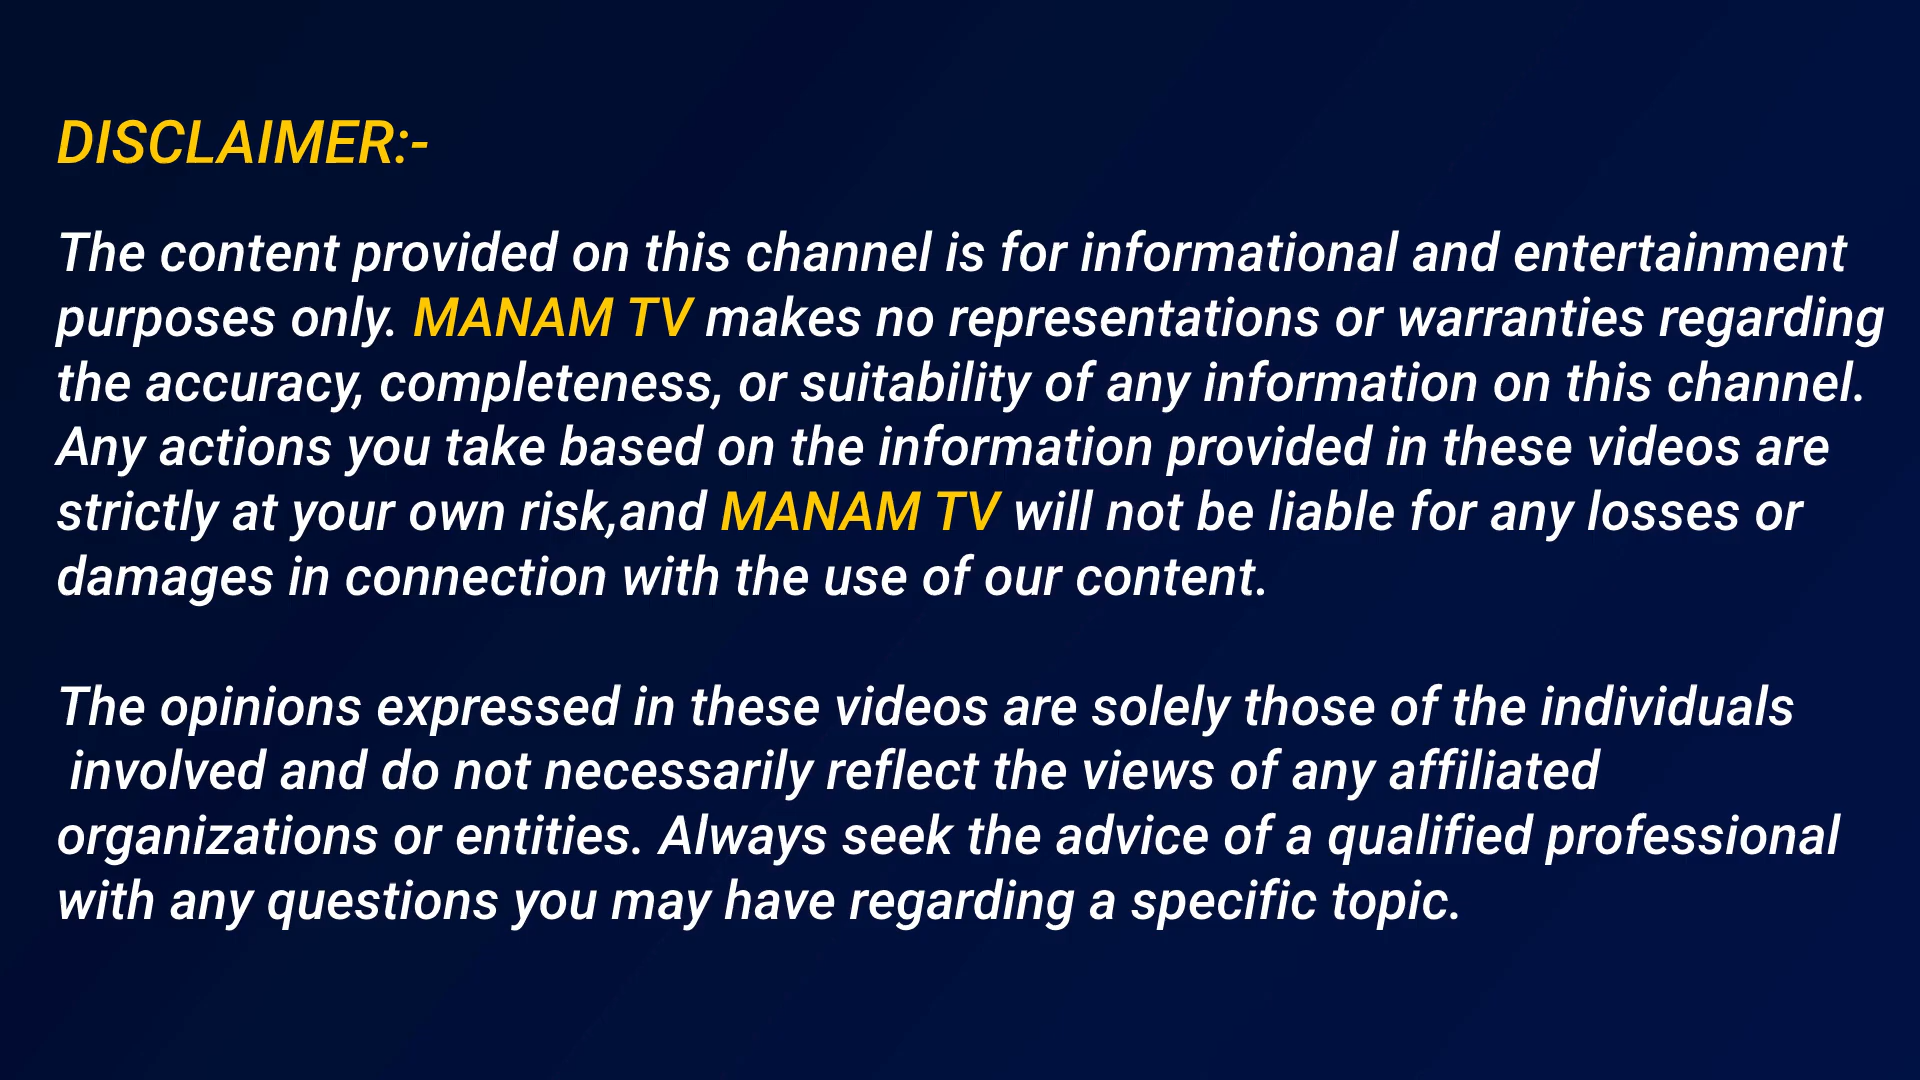 DISCLAIMER:-
The content provided on this channel is for informational and entertainment
purposes only. MANAM TV makes no representations or warranties regarding
the accuracy, completeness, or suitability of any information on this channel.
Any actions you take based on the information provided in these videos are
strictly at your own risk,and MANAM TV will not be liable for any losses or
damages in connection with the use of our content.
The opinions expressed in these videos are solely those of the individuals
involved and do not necessarily reflect the views of any affiliated
organizations or entities. Always seek the advice of a qualified professional
with any questions you may have regarding a specific topic.